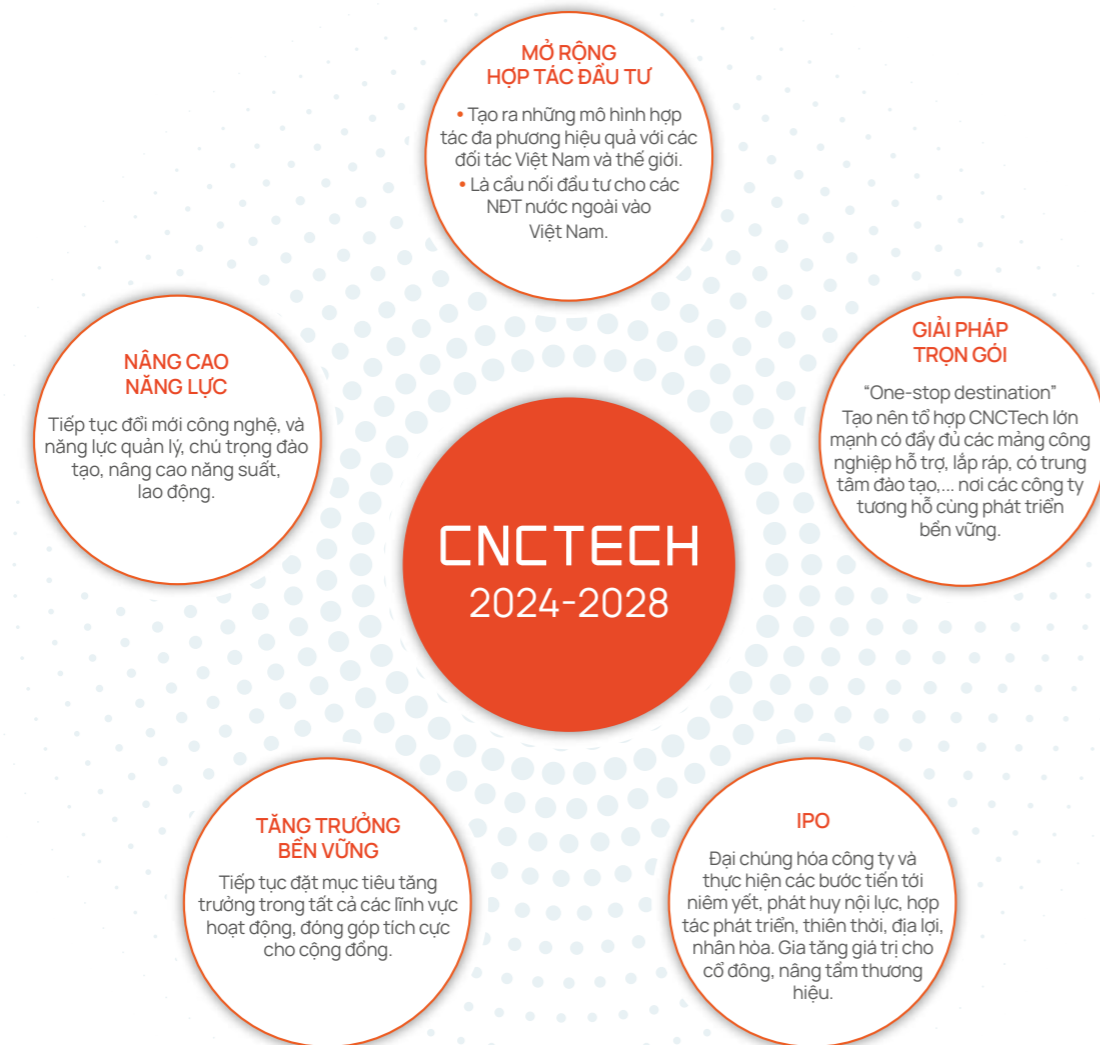 MỞ RỘNG
HỢP TÁC ĐẦU TƯ
• Tạo ra những mô hình hợp
tác đa phương hiệu quả với các
đối tác Việt Nam và thế giới.
• Là cầu nối đầu tư cho các
NĐT nước ngoài vào
Việt Nam.
NÂNG CAO
NĂNG LỰC
Tiếp tục đổi mới công nghệ, và
năng lực quản lý, chú trọng đào
tạo, nâng cao năng suất,
lao động.
GIẢI PHÁP
TRỌN GÓI
“One-stop destination”
Tạo nên tổ hợp CNCTech lớn
mạnh có đầy đủ các mảng công
nghiệp hỗ trợ, lắp ráp, có trung
tâm đào tạo,... nơi các công ty
tương hỗ cùng phát triển
bền vững.
CNCTECH
2024-2028
TĂNG TRƯỞNG
BỀN VỮNG
Tiếp tục đặt mục tiêu tăng
trưởng trong tất cả các lĩnh vực
hoạt động, đóng góp tích cực
cho cộng đồng.
IPO
Đại chúng hóa công ty và
thực hiện các bước tiến tới
niêm yết, phát huy nội lực, hợp
tác phát triển, thiên thời, địa lợi,
nhân hòa. Gia tăng giá trị cho
cổ đông, nâng tầm thương
hiệu.